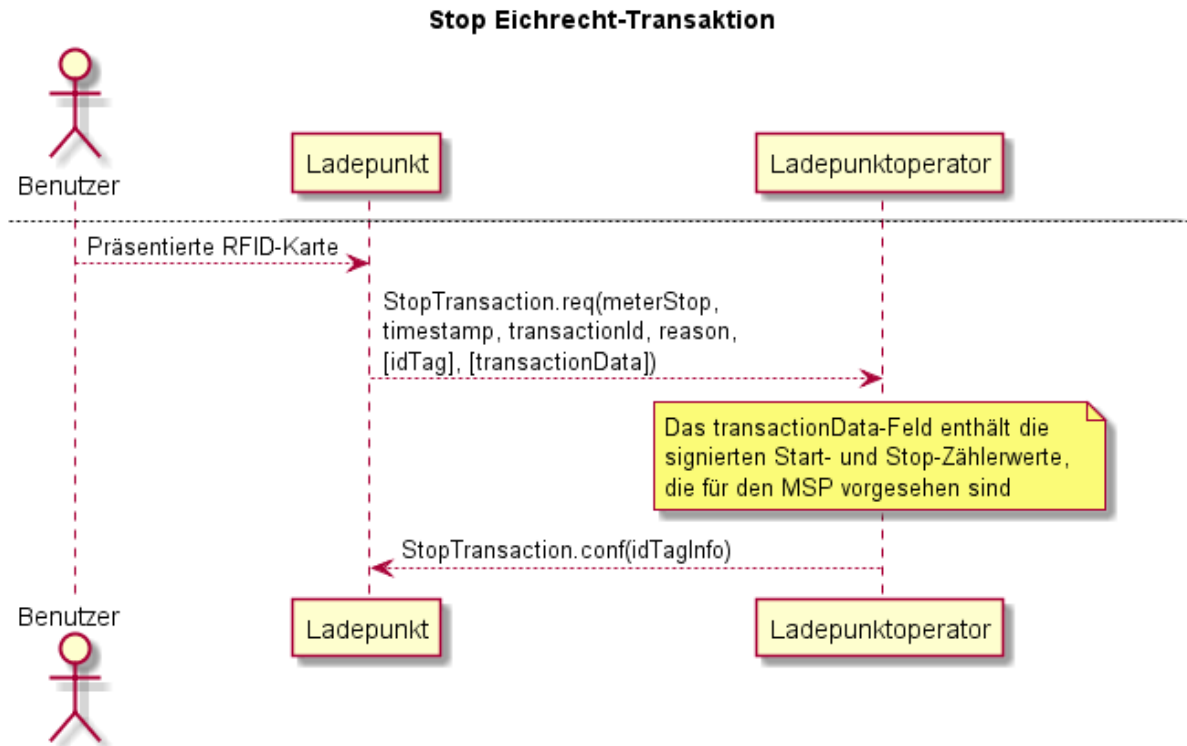 Stop Eichrecht-Transaktion
Benutzer
Ladepunkt
Ladepunktoperator
Präsentierte RFID-Karte
StopTransaction.req(meterStop,
timestamp, transactionId, reason,
[idTag], [transactionData])
Das transactionData-Feld enthält die
signierten Start- und Stop-Zählerwerte,
die für den MSP vorgesehen sind
StopTransaction.conf(idTagInfo)
Benutzer
Ladepunkt
Ladepunktoperator